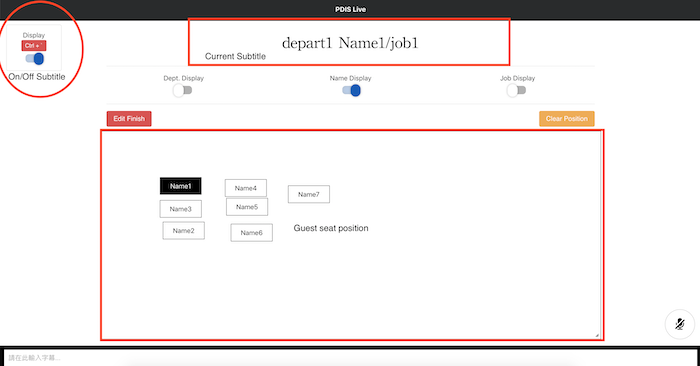 PDIS Live
Display
Ctrl + `
On/Off Subtitle
depart1 Name1/job1
Current Subtitle
Dept. Display
Name Display
Job Display
Edit Finish
Clear Position
Name1
Name4
Name7
Name3
Name5
Name2
Name6
Guest seat position
請在此輸入字幕...